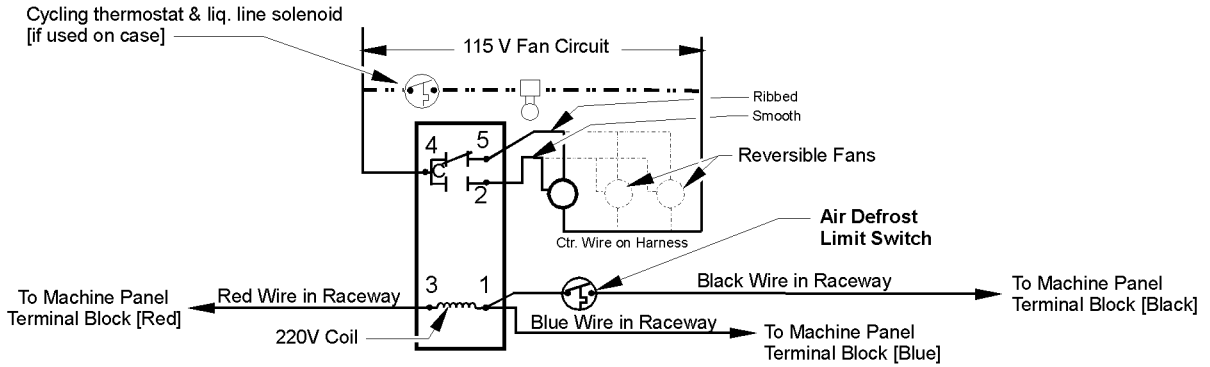 Cycling thermostat & liq. line solenoid
[if used on case]
115 V Fan Circuit
Ribbed
Smooth
4
5
C
2
Reversible Fans
Ctr. Wire on Harness
Air Defrost
Limit Switch
3
1
To Machine Panel
Terminal Block [Red]
Red Wire in Raceway
220V Coil
Black Wire in Raceway
To Machine Panel
Terminal Block [Black]
Blue Wire in Raceway
To Machine Panel
Terminal Block [Blue]